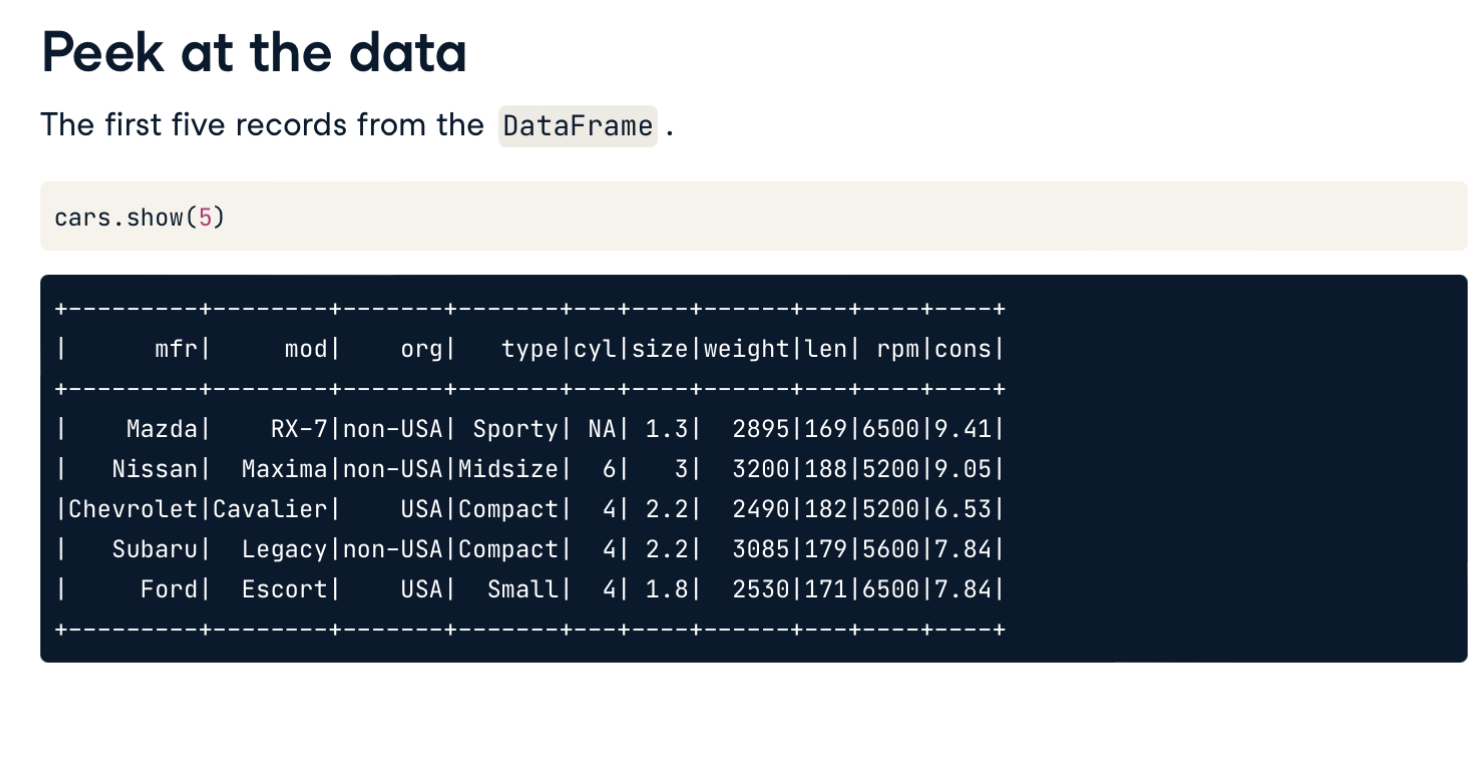 Peek at the data
The first five records from the DataFrame .
cars.show(5)
+---------+--------+-------+-------+---+----+------+---+----+----+
|      mfr|     mod|    org|   type|cyl|size|weight|len| rpm|cons|
+---------+--------+-------+-------+---+----+------+---+----+----+
|    Mazda|    RX-7|non-USA| Sporty| NA| 1.3|  2895|169|6500|9.41|
|   Nissan|  Maxima|non-USA|Midsize|  6|   3|  3200|188|5200|9.05|
|Chevrolet|Cavalier|    USA|Compact|  4| 2.2|  2490|182|5200|6.53|
|   Subaru|  Legacy|non-USA|Compact|  4| 2.2|  3085|179|5600|7.84|
|     Ford|  Escort|    USA|  Small|  4| 1.8|  2530|171|6500|7.84|
+---------+--------+-------+-------+---+----+------+---+----+----+